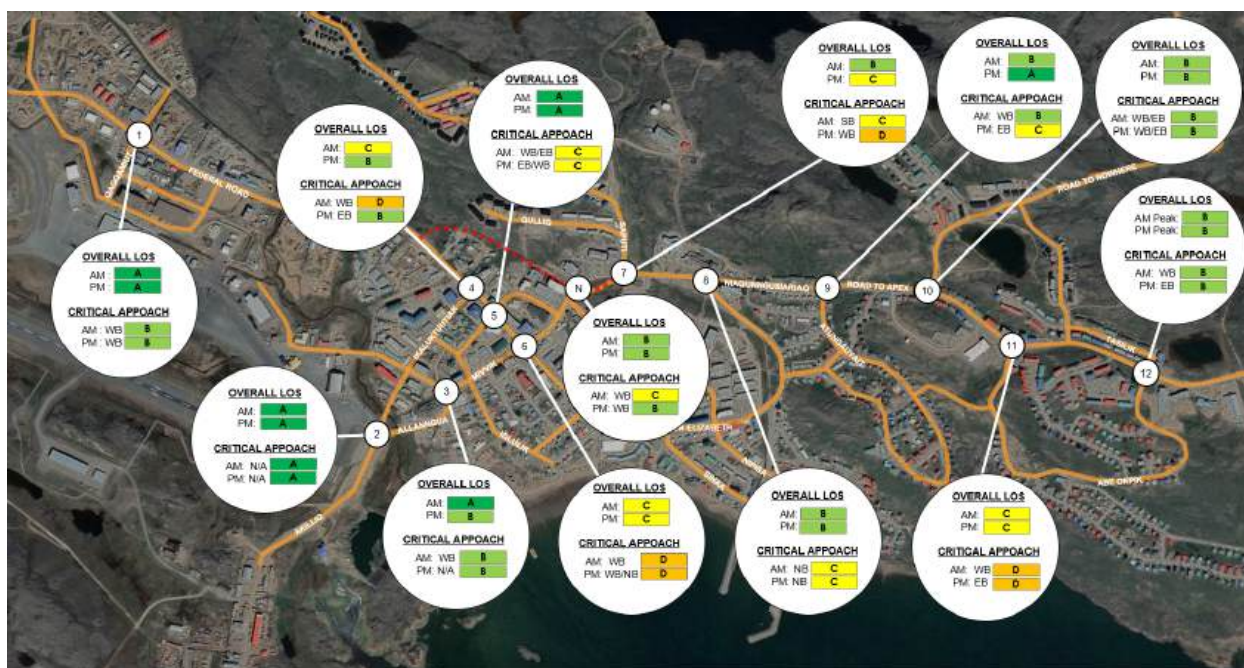 OVERALL LOS
AM: B
PM: C
CRITICAL APPOACH
AM: SB C
PM: WB D
OVERALL LOS
AM: B
PM: A
CRITICAL APPOACH
AM: WB B
PM: EB C
OVERALL LOS
AM: B
PM: B
CRITICAL APPOACH
AM: WB/EB B
PM: WB/EB B
OVERALL LOS
AM: A
PM: A
CRITICAL APPOACH
AM: WB/EB C
PM: EB/WB C
OVERALL LOS
AM: C
PM: B
CRITICAL APPOACH
AM: WB D
PM: EB B
1
FEDERAL ROAD
ROAD TO NOWHERE
OVERALL LOS
AM Peak: B
PM Peak: B
CRITICAL APPOACH
AM: WB B
PM: EB B
QULLIQ
OVERALL LOS
AM : A
PM : A
CRITICAL APPOACH
AM : WB B
PM : WB B
4
5
6
N
7
8
9
ROAD TO APEX
10
11
12
OVERALL LOS
AM: B
PM: B
CRITICAL APPOACH
AM: WB C
PM: WB B
OVERALL LOS
AM: A
PM: A
CRITICAL APPOACH
AM: N/A A
PM: N/A A
2
3
ELIZABETH
OVERALL LOS
AM: A
PM: B
CRITICAL APPOACH
AM: WB B
PM: N/A B
OVERALL LOS
AM: C
PM: C
CRITICAL APPOACH
AM: WB D
PM: WB/NB D
OVERALL LOS
AM: B
PM: B
CRITICAL APPOACH
AM: NB C
PM: NB C
OVERALL LOS
AM: C
PM: C
CRITICAL APPOACH
AM: WB D
PM: EB D